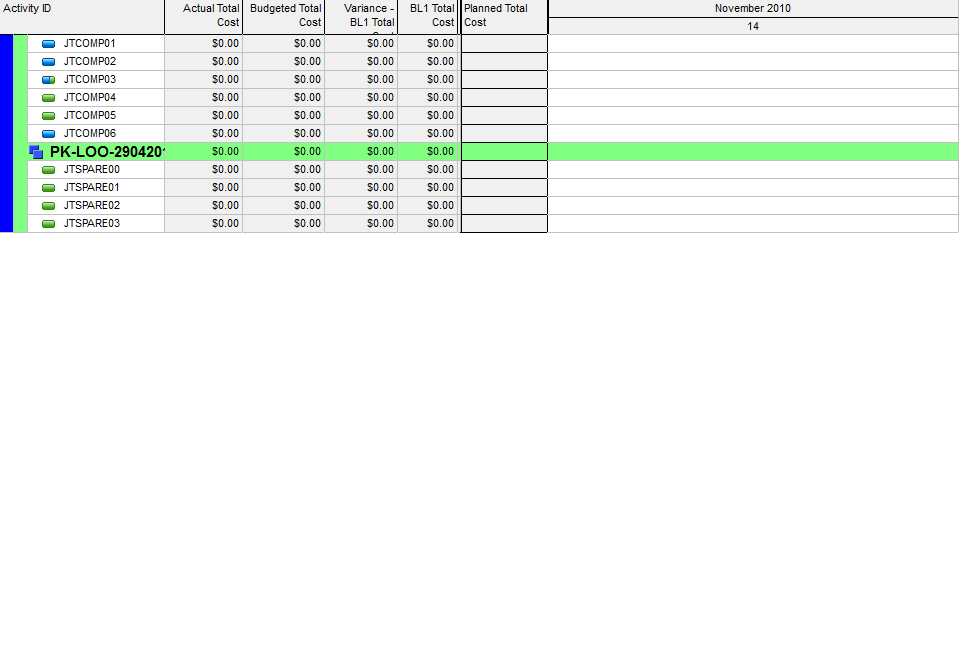 Activity ID Actual Total Cost Budgeted Total Cost Variance - BL1 Total BL1 Total Cost Planned Total Cost November 2010
14
JTCOMP01 $0.00 $0.00 $0.00 $0.00
JTCOMP02 $0.00 $0.00 $0.00 $0.00
JTCOMP03 $0.00 $0.00 $0.00 $0.00
JTCOMP04 $0.00 $0.00 $0.00 $0.00
JTCOMP05 $0.00 $0.00 $0.00 $0.00
JTCOMP06 $0.00 $0.00 $0.00 $0.00
PK-LOO-290420 $0.00 $0.00 $0.00 $0.00
JTSPARE00 $0.00 $0.00 $0.00 $0.00
JTSPARE01 $0.00 $0.00 $0.00 $0.00
JTSPARE02 $0.00 $0.00 $0.00 $0.00
JTSPARE03 $0.00 $0.00 $0.00 $0.00